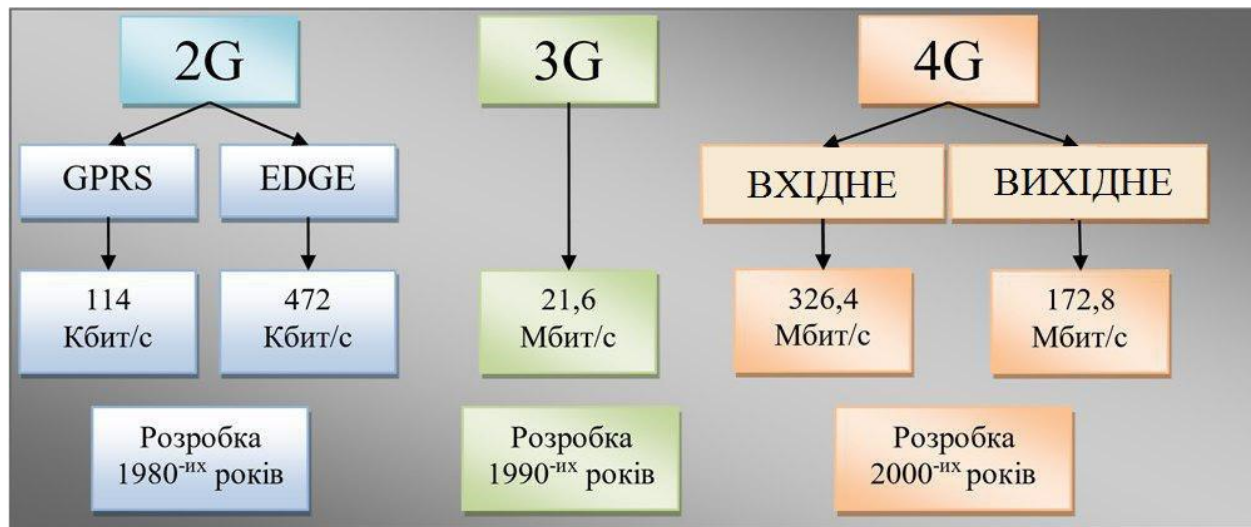 2G
3G
4G
GPRS
EDGE
ВХІДНЕ
ВИХІДНЕ
114
Кбит/с
472
Кбит/с
21,6
Мбит/с
326,4
Мбит/с
172,8
Мбит/с
Розробка
1980-их років
Розробка
1990-их років
Розробка
2000-их років